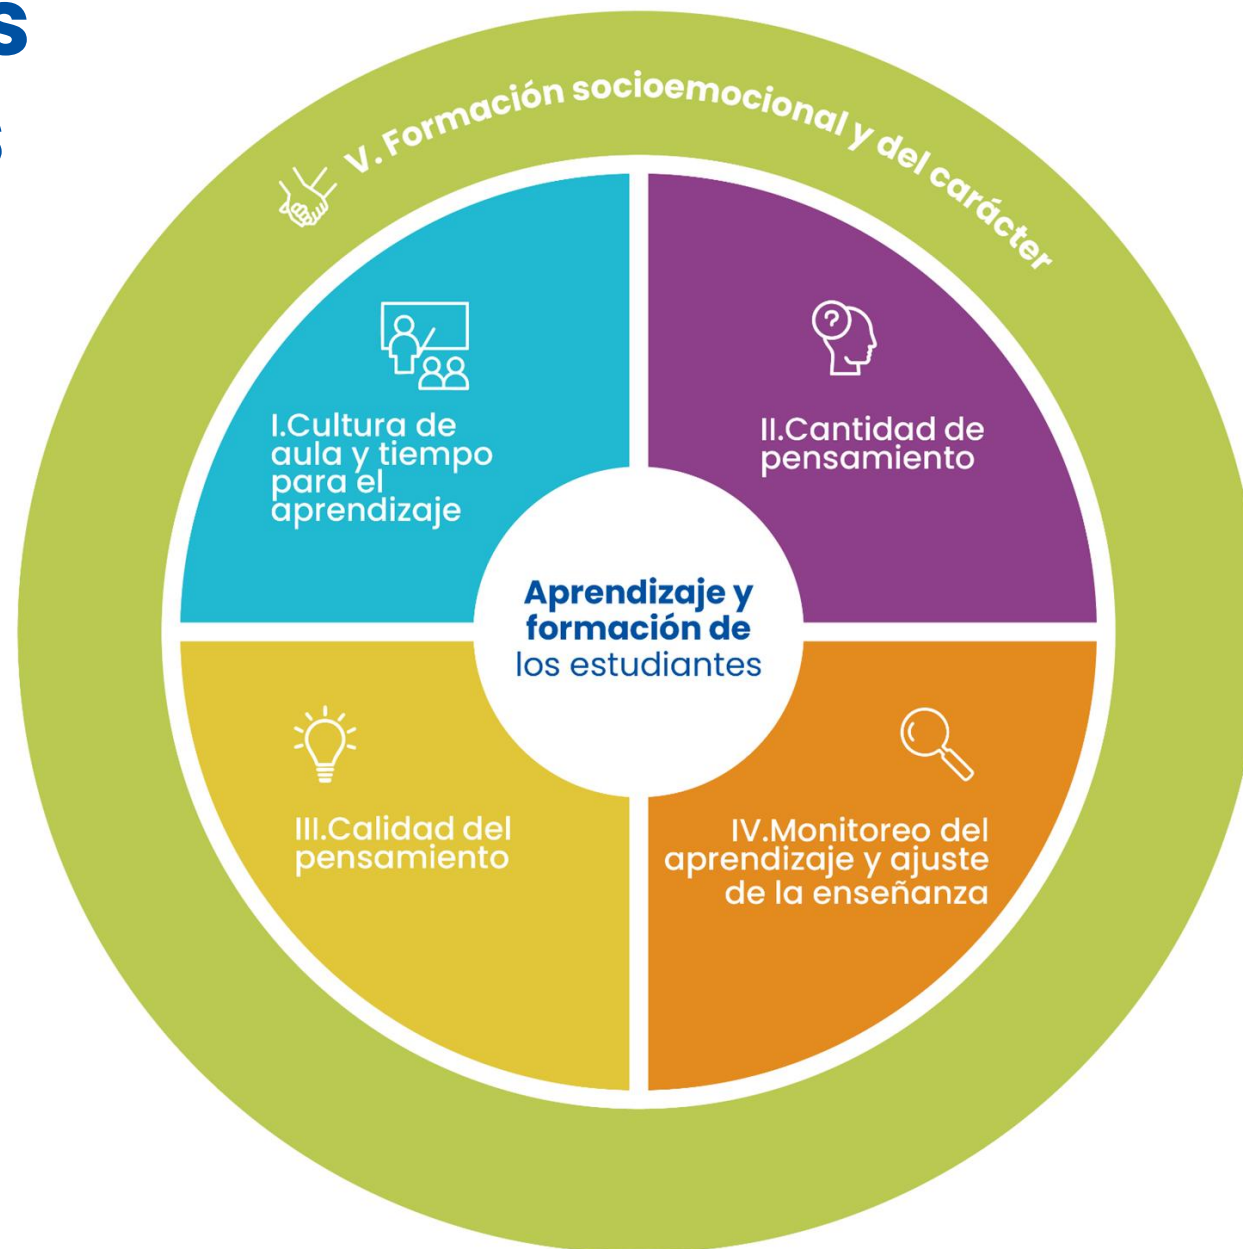 s
s
V. Formación socioemocional y del carácter
I.Cultura de
aula y tiempo
para el
aprendizaje
II.Cantidad de
pensamiento
Aprendizaje y
formación de
los estudiantes
III.Calidad del
pensamiento
IV.Monitoreo del
aprendizaje y ajuste
de la enseñanza